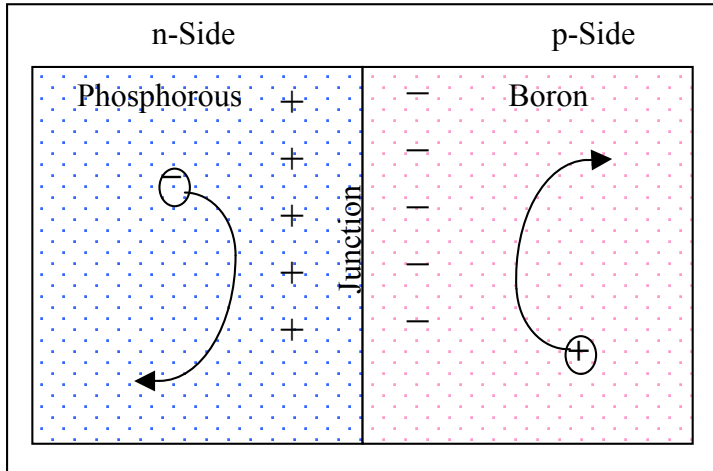 n-Side p-Side
Phosphorous Boron
+ −
+ −
− + −
Junction
+ −
+ −
+